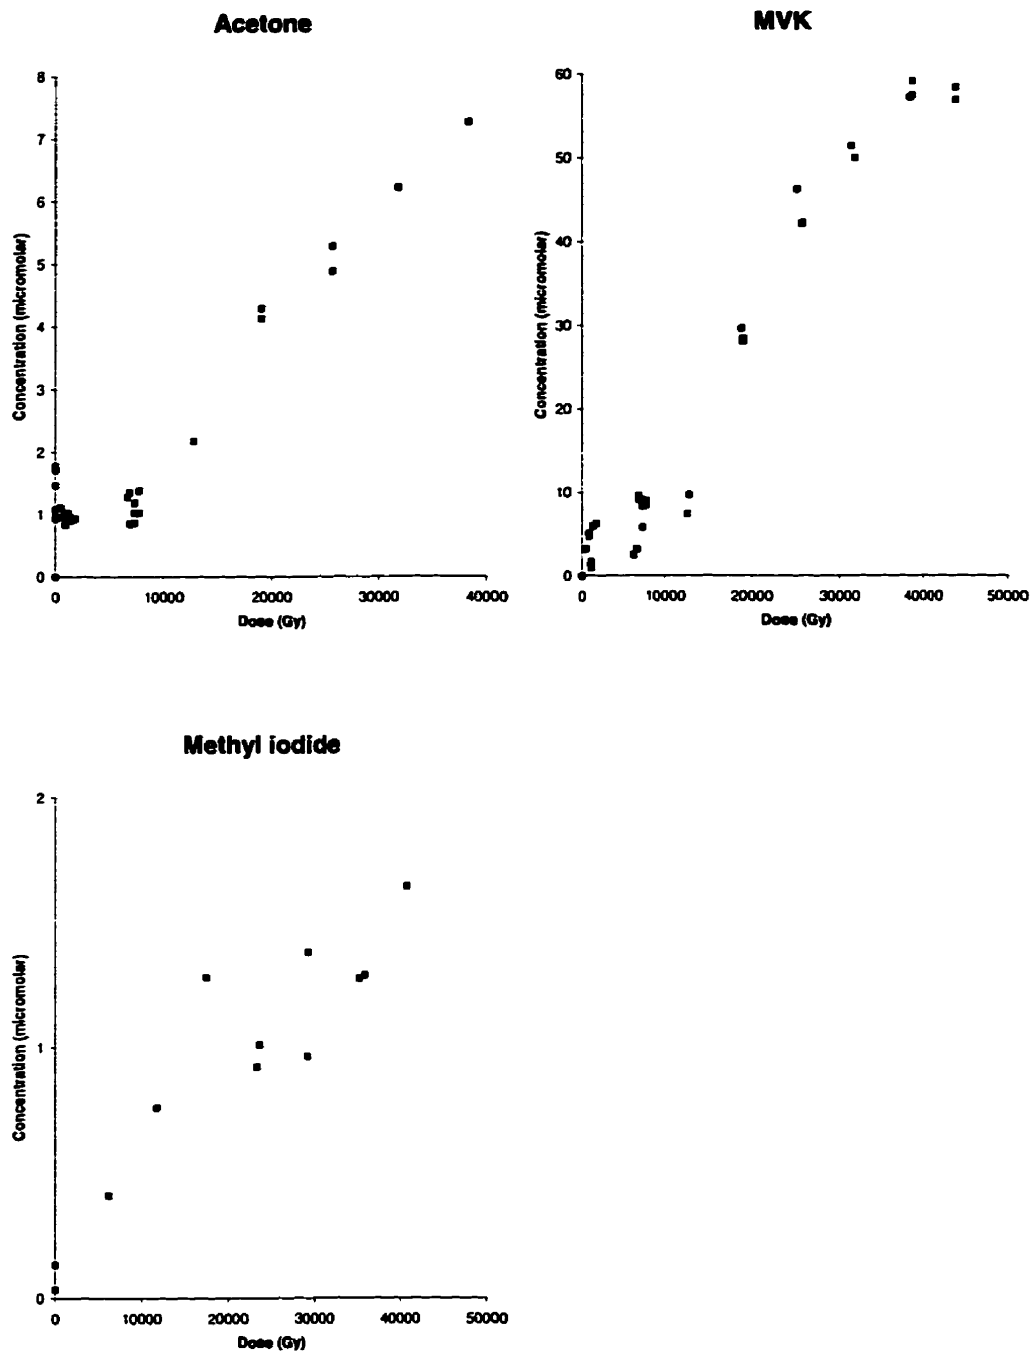 Acetone
8
7
6
5
4
3
2
1
0
Concentration (micromolar)
0 10000 20000 30000 40000
Dose (Gy)
MVK
60
50
40
30
20
10
0
Concentration (micromolar)
0 10000 20000 30000 40000 50000
Dose (Gy)
Methyl iodide
2
1
0
Concentration (micromolar)
0 10000 20000 30000 40000 50000
Dose (Gy)